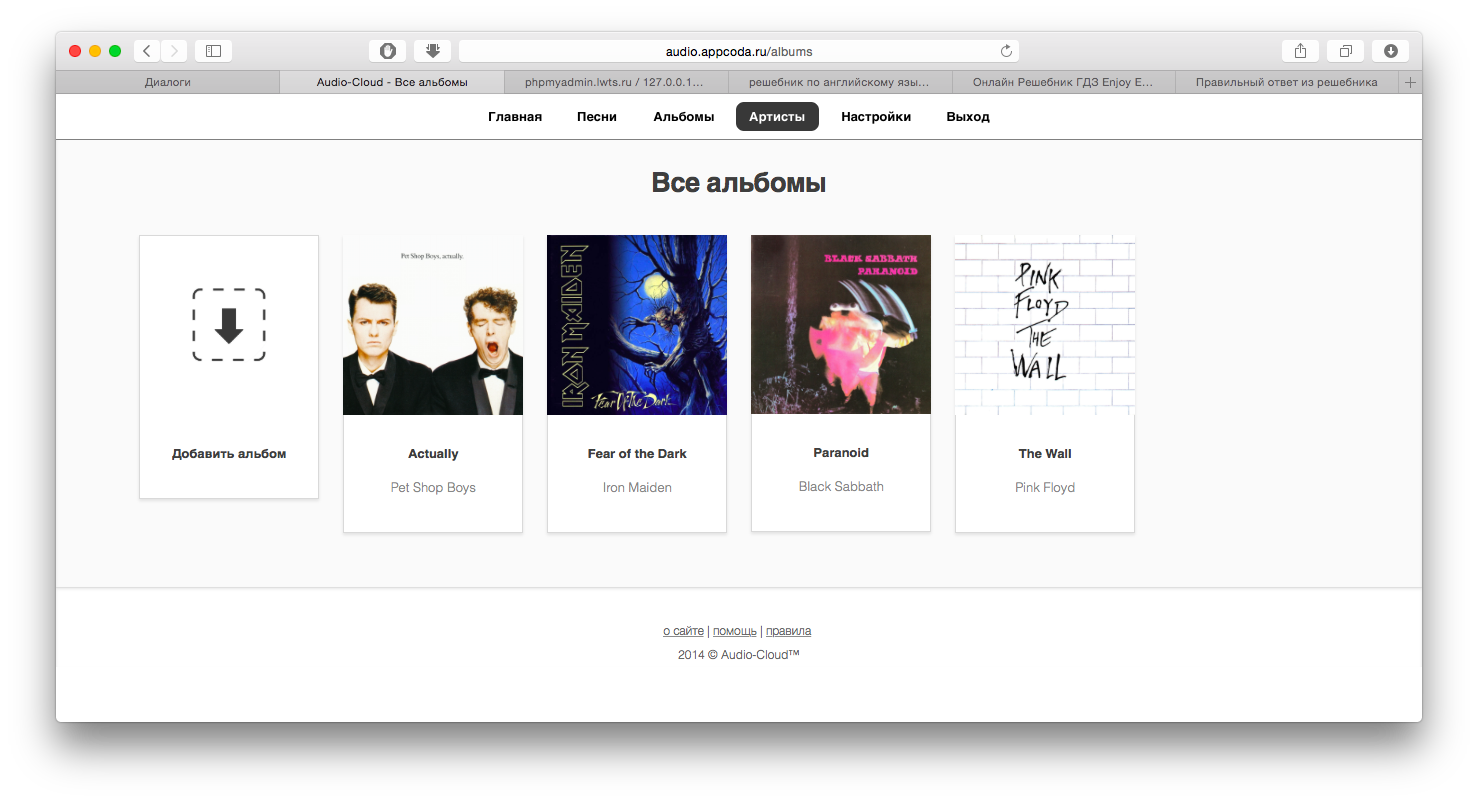 audio.appcoda.ru/albums
Диалоги
Audio-Cloud - Все альбомы
phpmyadmin.lwts.ru / 127.0.0.1...
решебник по английскому язы...
Онлайн Решебник ГДЗ Enjoy E...
Правильный ответ из решебника
Главная
Песни
Альбомы
Артисты
Настройки
Выход
Все альбомы
Добавить альбом
Pet Shop Boys, actually.
Actually
Pet Shop Boys
IRON MAIDEN
Fear Of The Dark
Fear of the Dark
Iron Maiden
BLACK SABBATH
PARANOID
Paranoid
Black Sabbath
PINK
FLOYD
THE
WALL
The Wall
Pink Floyd
о сайте | помощь | правила
2014 © Audio-Cloud™